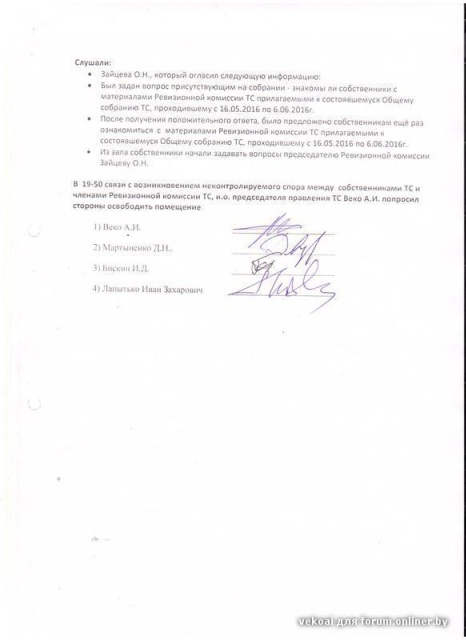 Слушали:
• Зайцева О.Н., который огласил следующую информацию:
• Был задан вопрос присутствующим на собрании - знакомы ли собственники с
материалами Ревизионной комиссии ТС прилагаемыми к состоявшемуся Общему
собранию ТС, проходившему с 16.05.2016 по 6.06.2016г.
• После получения положительного ответа, было предложено собственникам ещё раз
ознакомиться с материалами Ревизионной комиссии ТС прилагаемыми к
состоявшемуся Общему собранию ТС, проходившему с 16.05.2016 по 6.06.2016г.
• Из зала собственники начали задавать вопросы председателю Ревизионной комиссии
Зайцеву О.Н.
В 19-50 связи с возникновением неконтролируемого спора между собственниками ТС и
членами Ревизионной комиссии ТС, и.о. председателя правления ТС Веко А.И. попросил
стороны освободить помещение
1) Веко А.И.
2) Мартыненко Д.Н..
3) Бискин И.Д.
4) Лапытько Иван Захарович
vekoai для forum.onliner.by